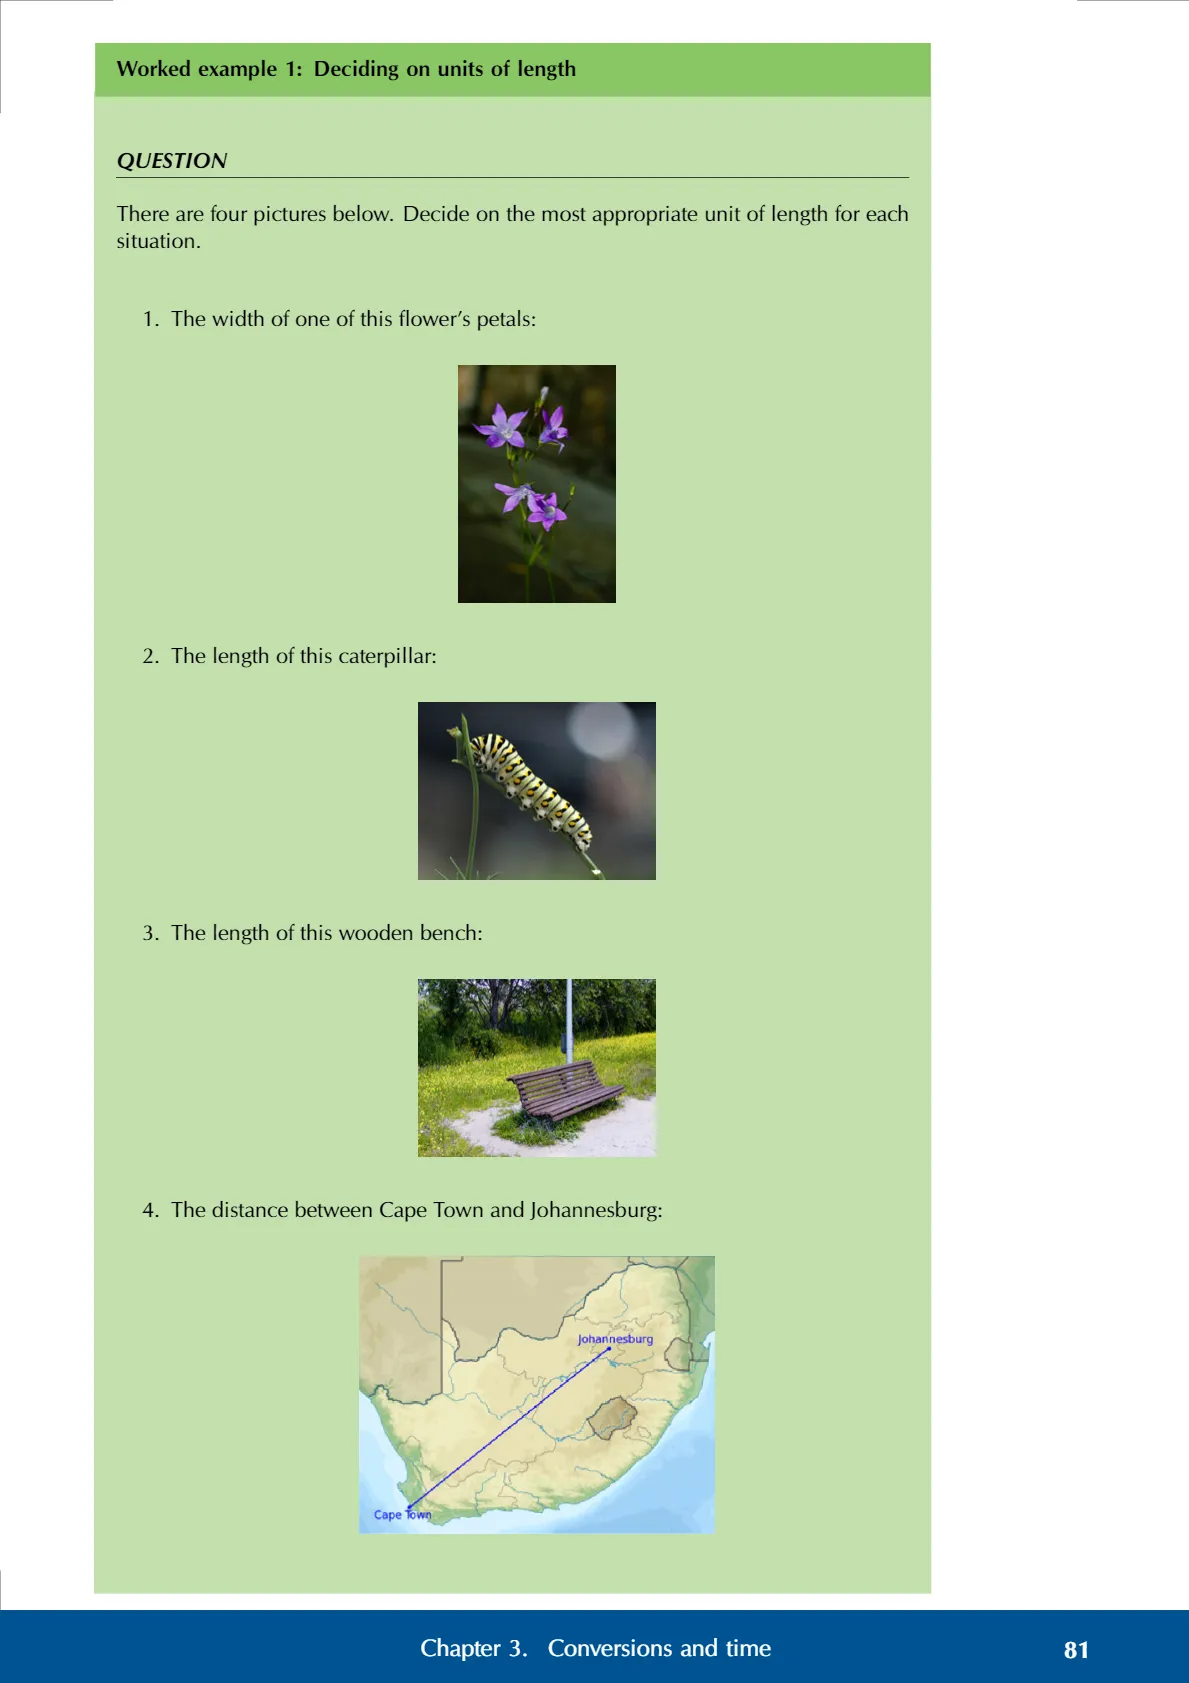 Worked example 1: Deciding on units of length
QUESTION
There are four pictures below. Decide on the most appropriate unit of length for each
situation.
1. The width of one of this flower’s petals:
2. The length of this caterpillar:
3. The length of this wooden bench:
4. The distance between Cape Town and Johannesburg:
Johannesburg
Cape Town
Chapter 3. Conversions and time
81